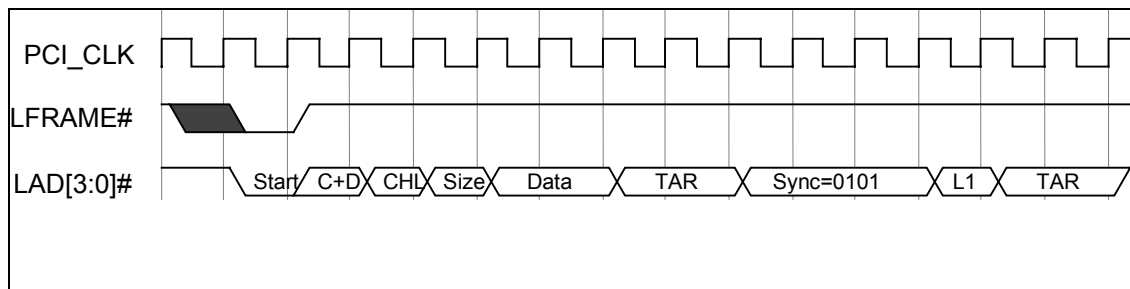 PCI_CLK
LFRAME#
LAD[3:0]# Start C+D CHL Size Data TAR Sync=0101 L1 TAR